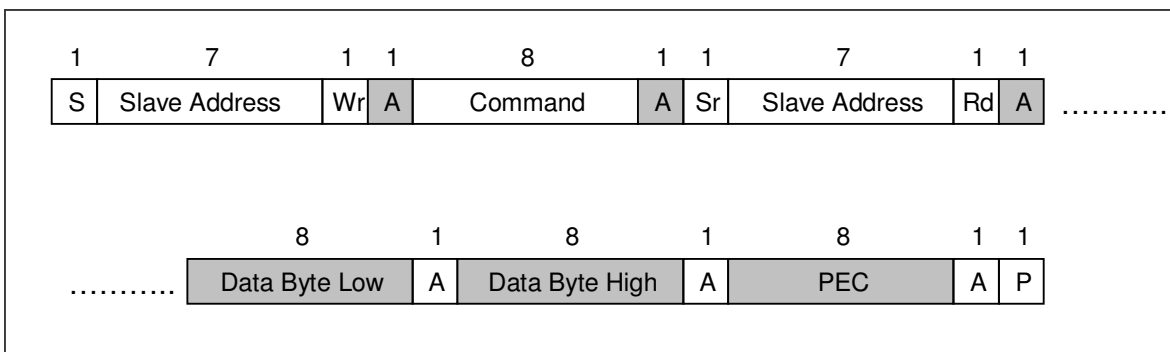 1 7 1 1 8 1 1 7 1 1
S Slave Address Wr A Command A Sr Slave Address Rd A ………..
8 1 8 1 8 1 1
……….. Data Byte Low A Data Byte High A PEC A P